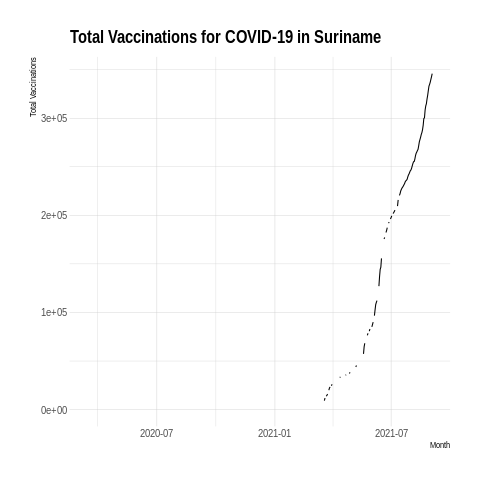 Total Vaccinations for COVID-19 in Suriname
Total Vaccinations
3e+05
2e+05
1e+05
0e+00
2020-07
2021-01
2021-07
Month